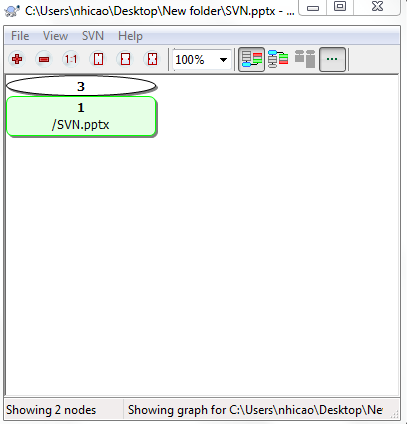 C:\Users\nhicao\Desktop\New folder\SVN.pptx - ...
File View SVN Help
1:1 100% ...
3
1
/SVN.pptx
Showing 2 nodes Showing graph for C:\Users\nhicao\Desktop\Ne